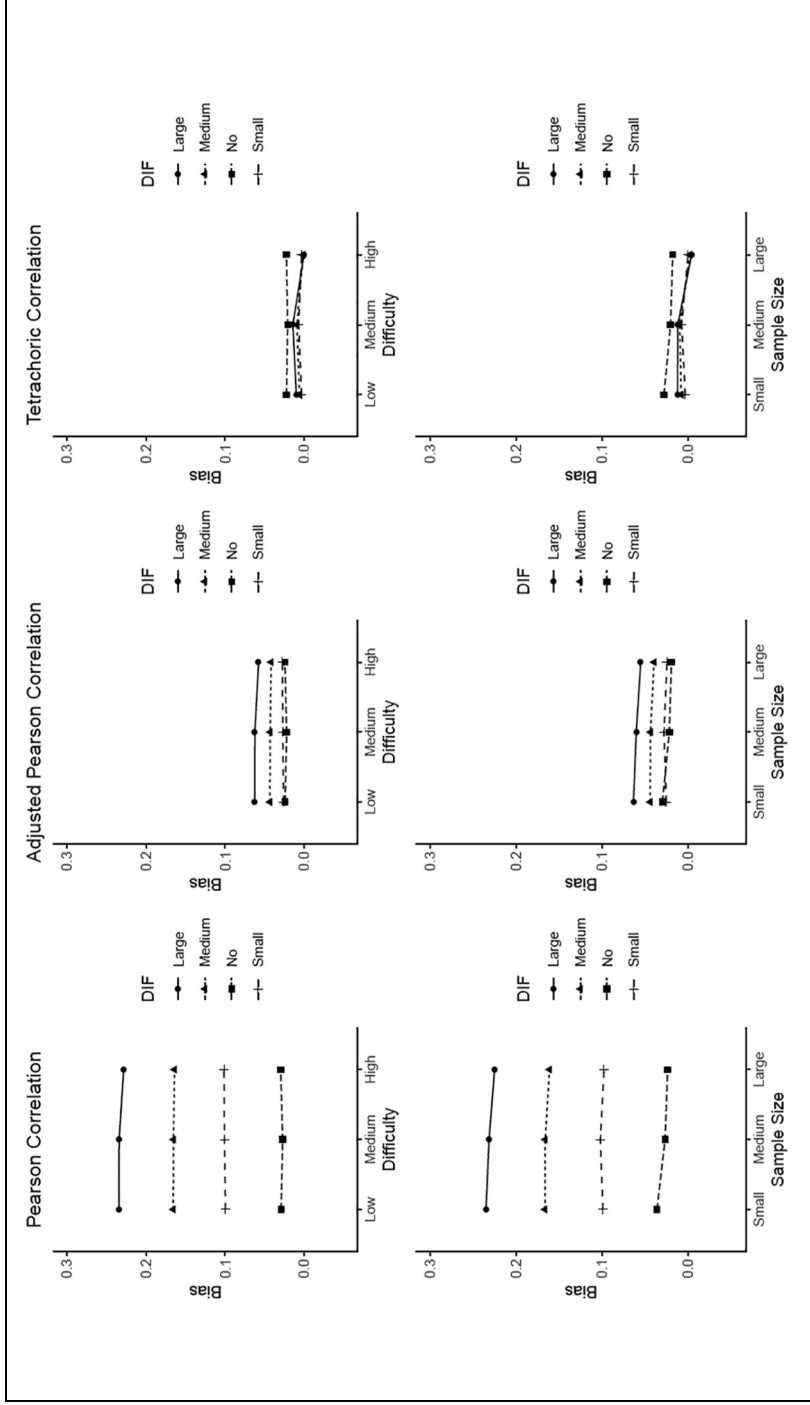 Pearson Correlation
0.3
0.2
0.1
0.0
Bias
Low
Medium
High
Difficulty
DIF
Large
Medium
No
Small
Adjusted Pearson Correlation
0.3
0.2
0.1
0.0
Bias
Low
Medium
High
Difficulty
DIF
Large
Medium
No
Small
Tetrachoric Correlation
0.3
0.2
0.1
0.0
Bias
Low
Medium
High
Difficulty
DIF
Large
Medium
No
Small
0.3
0.2
0.1
0.0
Bias
Small
Medium
Large
Sample Size
DIF
Large
Medium
No
Small
0.3
0.2
0.1
0.0
Bias
Small
Medium
Large
Sample Size
DIF
Large
Medium
No
Small
0.3
0.2
0.1
0.0
Bias
Small
Medium
Large
Sample Size
DIF
Large
Medium
No
Small